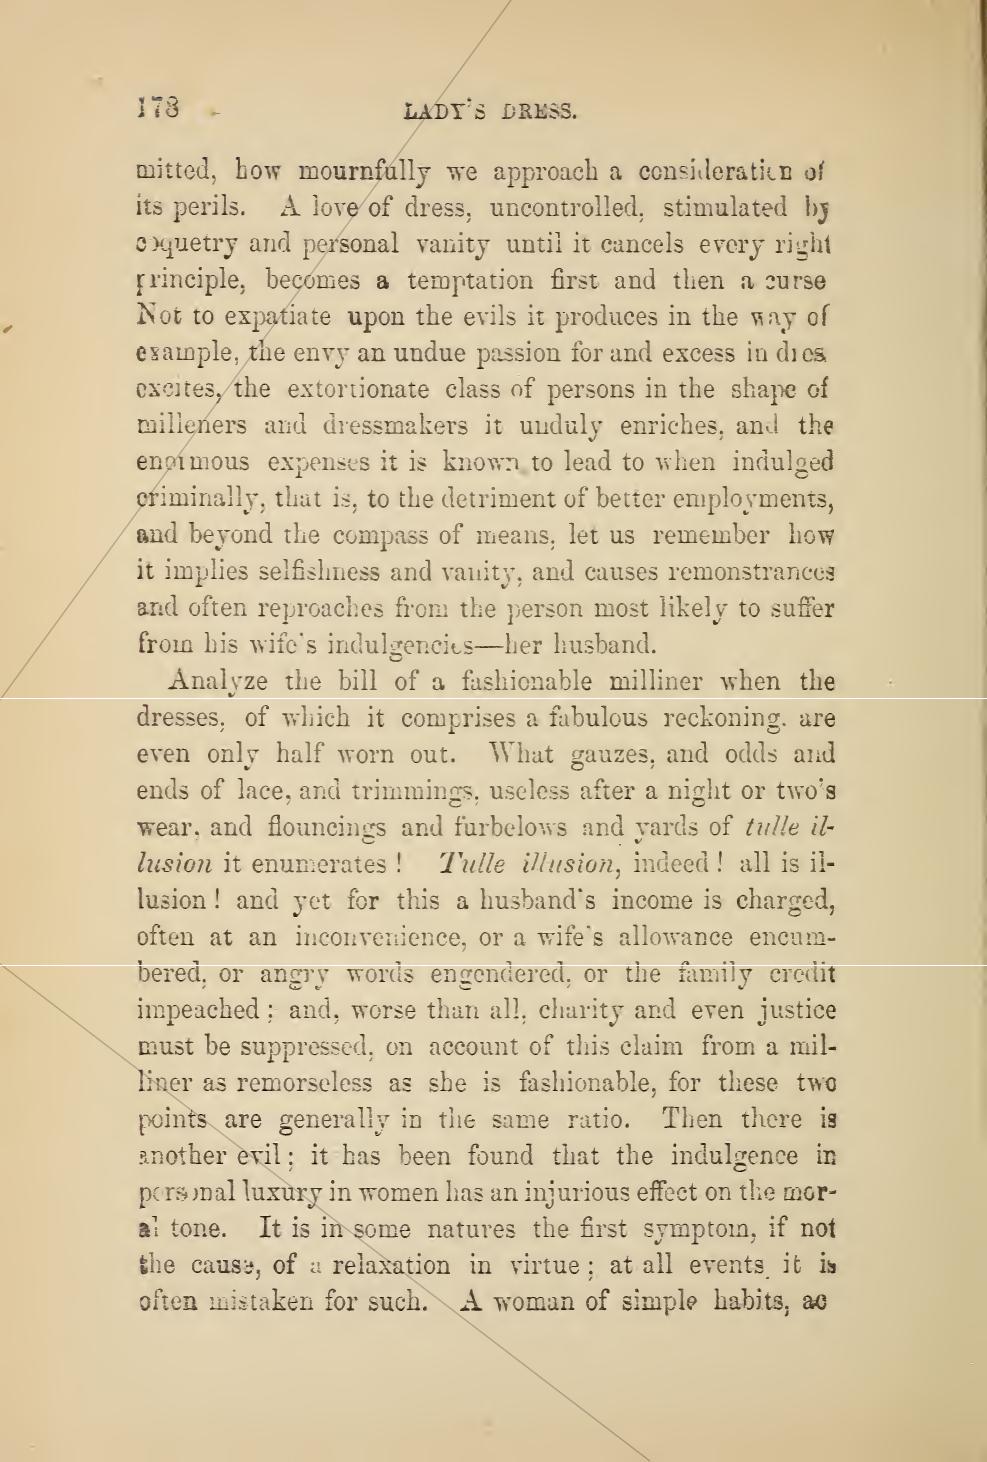 178 LADY'S DRESS.
mitted, how mournfully we approach a consideration of
its perils. A love of dress, uncontrolled, stimulated by
coquetry and personal vanity until it cancels every right
principle, becomes a temptation first and then a curse
Not to expatiate upon the evils it produces in the way of
example, the envy an undue passion for and excess in dress
excites, the extortionate class of persons in the shape of
milleners and dressmakers it unduly enriches, and the
enormous expenses it is known to lead to when indulged
criminally, that is, to the detriment of better employments,
and beyond the compass of means, let us remember how
it implies selfishness and vanity, and causes remonstrances
and often reproaches from the person most likely to suffer
from his wife's indulgencies—her husband.
Analyze the bill of a fashionable milliner when the
dresses, of which it comprises a fabulous reckoning, are
even only half worn out. What gauzes, and odds and
ends of lace, and trimmings, useless after a night or two's
wear, and flouncings and furbelows and yards of tulle il-
lusion it enumerates! Tulle illusion, indeed! all is il-
lusion! and yet for this a husband's income is charged,
often at an inconvenience, or a wife's allowance encum-
bered, or angry words engendered, or the family credit
impeached; and, worse than all, charity and even justice
must be suppressed, on account of this claim from a mil-
liner as remorseless as she is fashionable, for these two
points are generally in the same ratio. Then there is
another evil; it has been found that the indulgence in
personal luxury in women has an injurious effect on the mor-
al tone. It is in some natures the first symptom, if not
the cause, of a relaxation in virtue; at all events it is
often mistaken for such. A woman of simple habits, ac